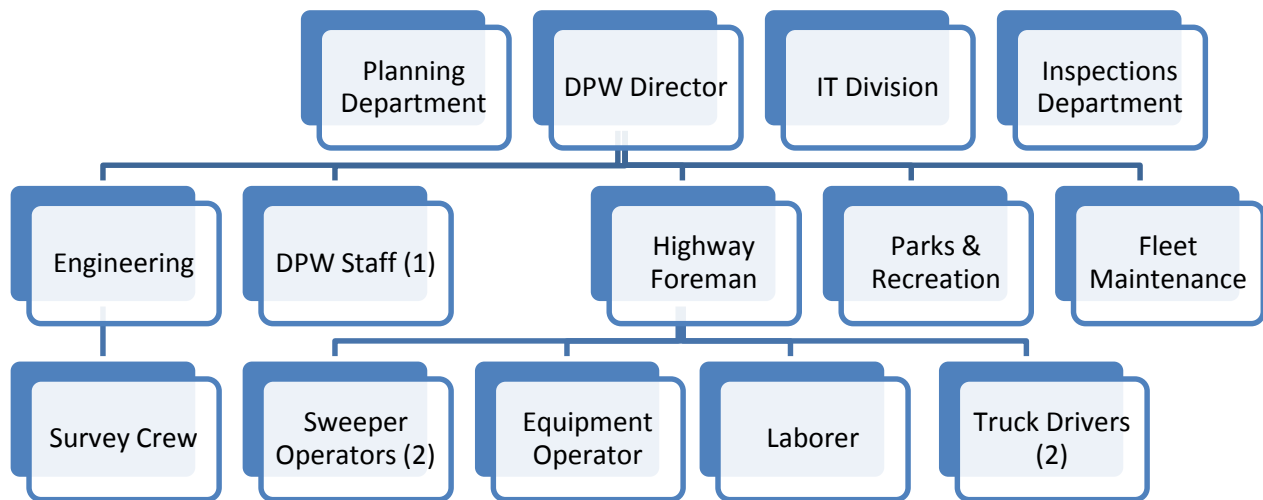 Planning
Department
DPW Director
IT Division
Inspections
Department
Engineering
DPW Staff (1)
Highway
Foreman
Parks &
Recreation
Fleet
Maintenance
Survey Crew
Sweeper
Operators (2)
Equipment
Operator
Laborer
Truck Drivers
(2)